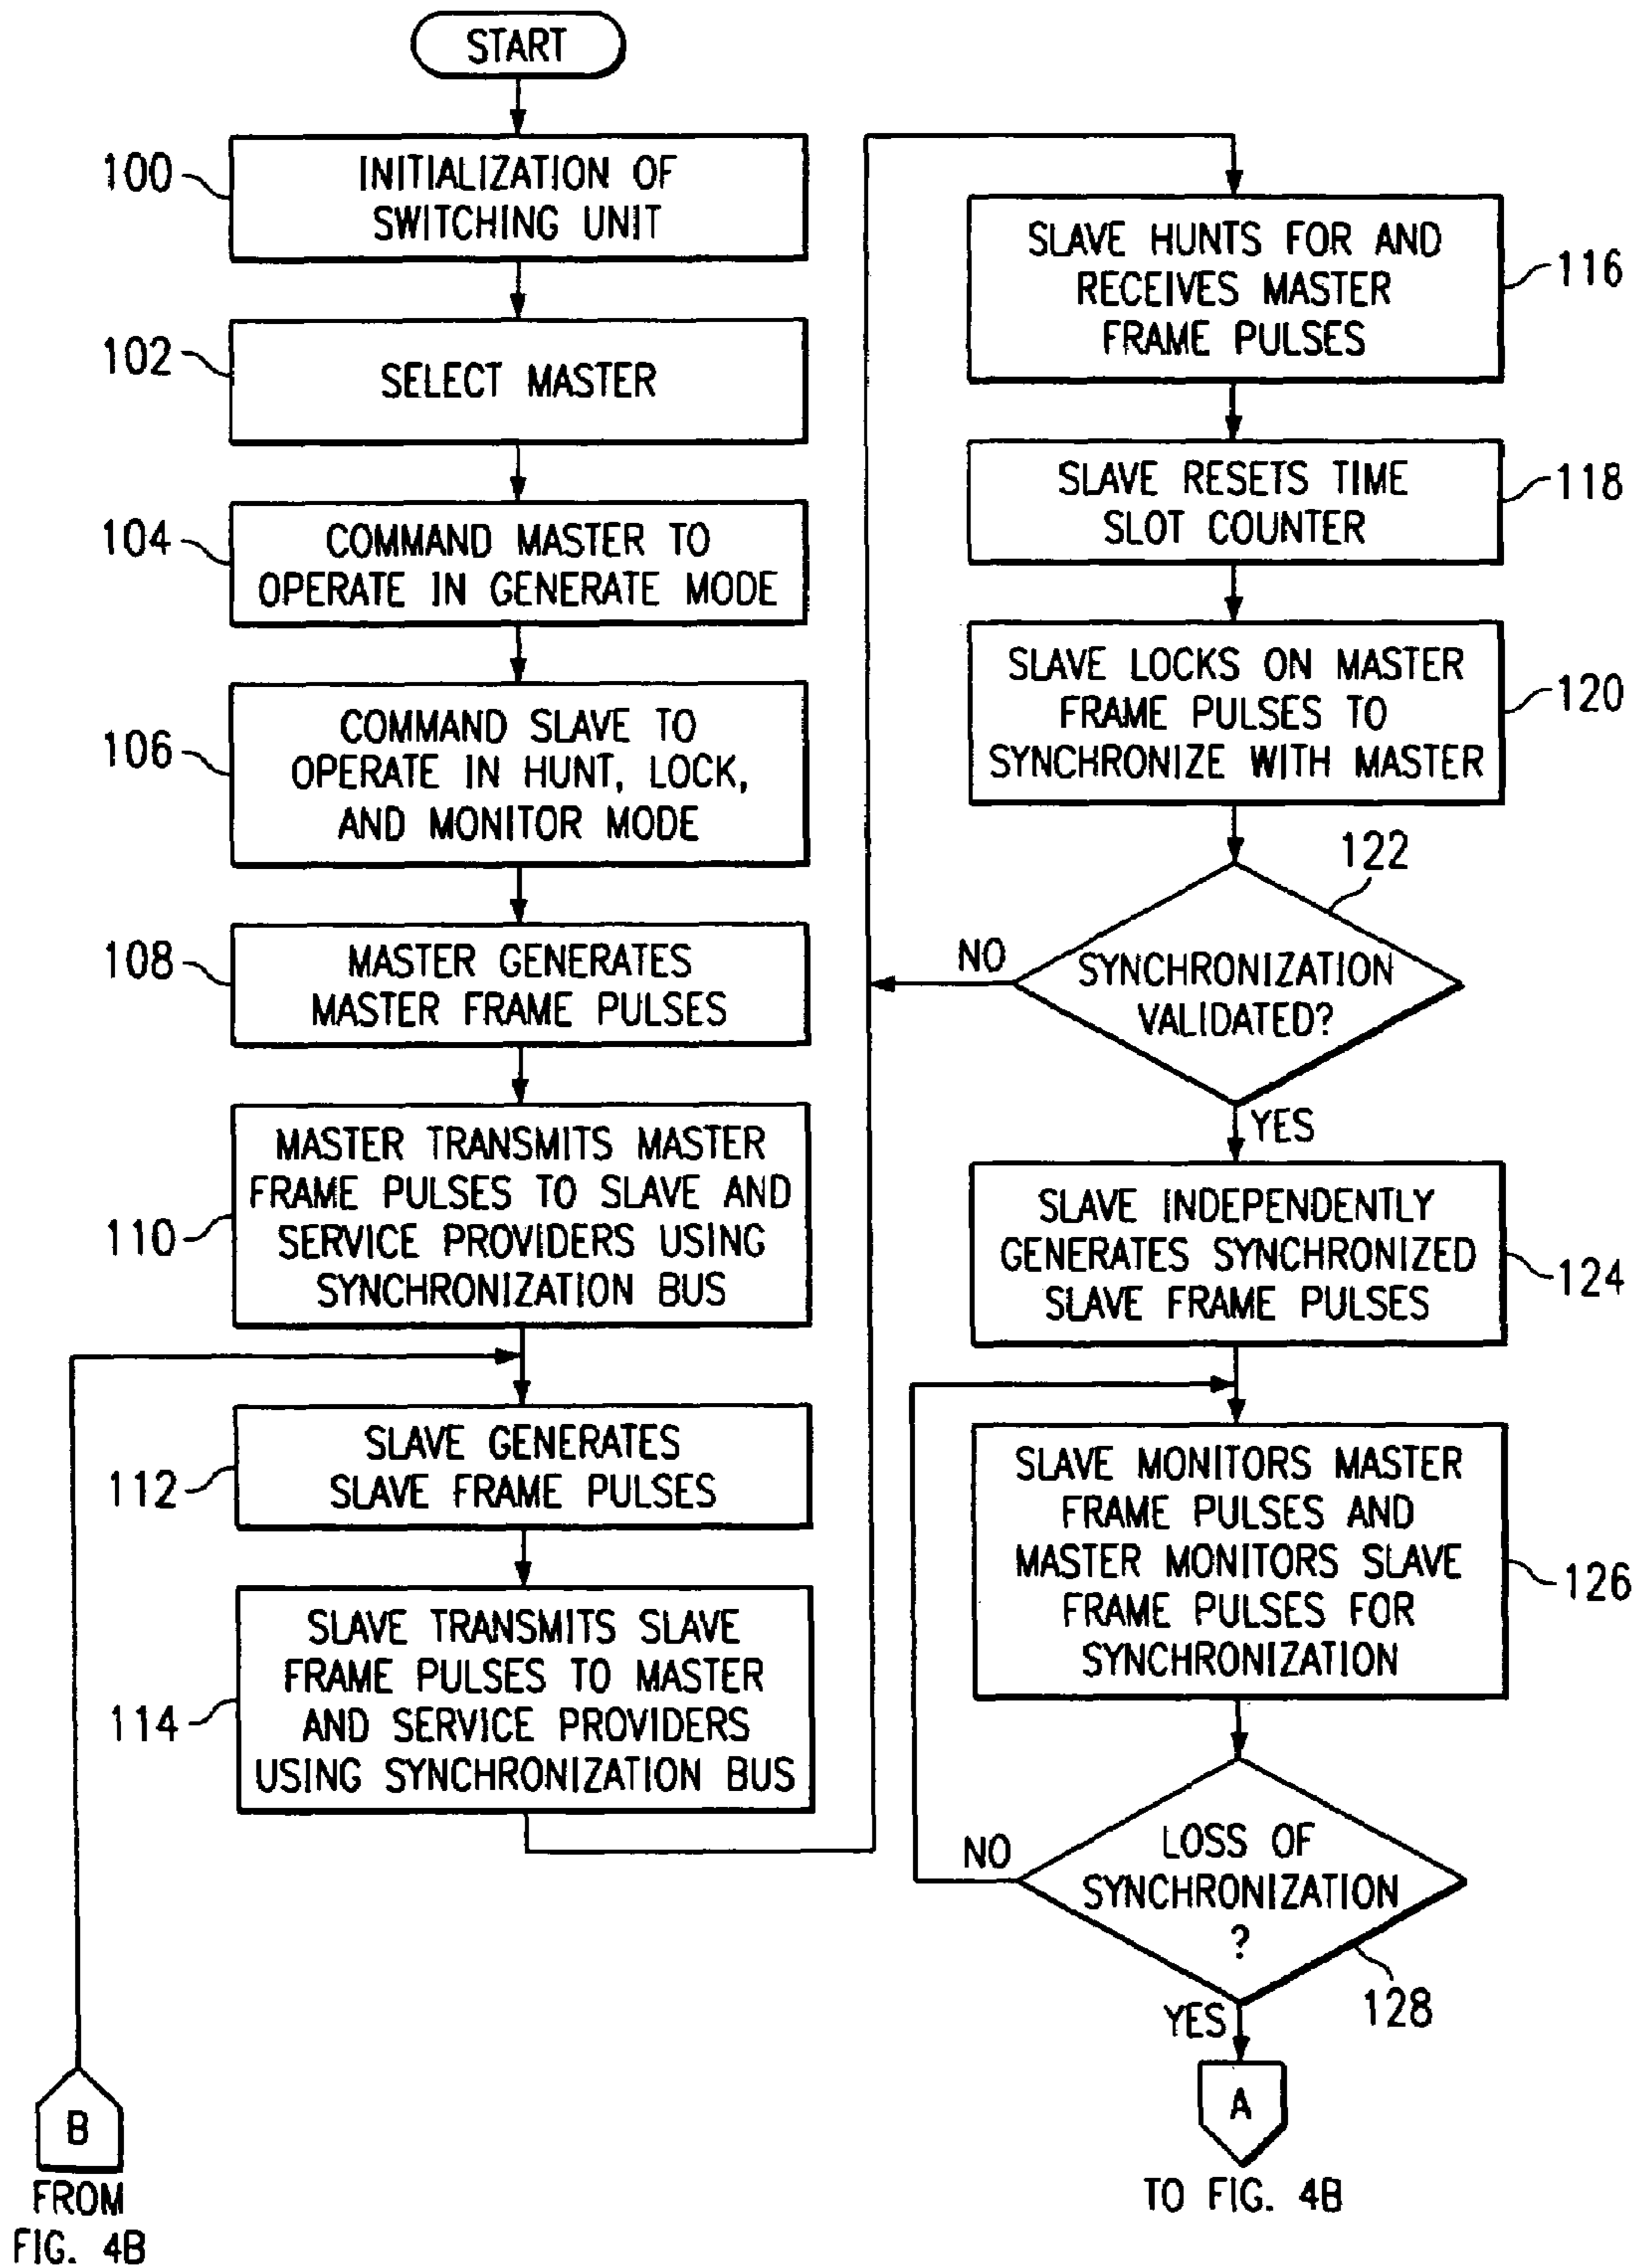 START
100
INITIALIZATION OF
SWITCHING UNIT
102
SELECT MASTER
104
COMMAND MASTER TO
OPERATE IN GENERATE MODE
106
COMMAND SLAVE TO
OPERATE IN HUNT, LOCK,
AND MONITOR MODE
108
MASTER GENERATES
MASTER FRAME PULSES
110
MASTER TRANSMITS MASTER
FRAME PULSES TO SLAVE AND
SERVICE PROVIDERS USING
SYNCHRONIZATION BUS
112
SLAVE GENERATES
SLAVE FRAME PULSES
114
SLAVE TRANSMITS SLAVE
FRAME PULSES TO MASTER
AND SERVICE PROVIDERS
USING SYNCHRONIZATION BUS
B
FROM
FIG. 4B
SLAVE HUNTS FOR AND
RECEIVES MASTER
FRAME PULSES
116
SLAVE RESETS TIME
SLOT COUNTER
118
SLAVE LOCKS ON MASTER
FRAME PULSES TO
SYNCHRONIZE WITH MASTER
120
122
NO
SYNCHRONIZATION
VALIDATED?
YES
SLAVE INDEPENDENTLY
GENERATES SYNCHRONIZED
SLAVE FRAME PULSES
124
SLAVE MONITORS MASTER
FRAME PULSES AND
MASTER MONITORS SLAVE
FRAME PULSES FOR
SYNCHRONIZATION
126
NO
LOSS OF
SYNCHRONIZATION
?
128
YES
A
TO FIG. 4B